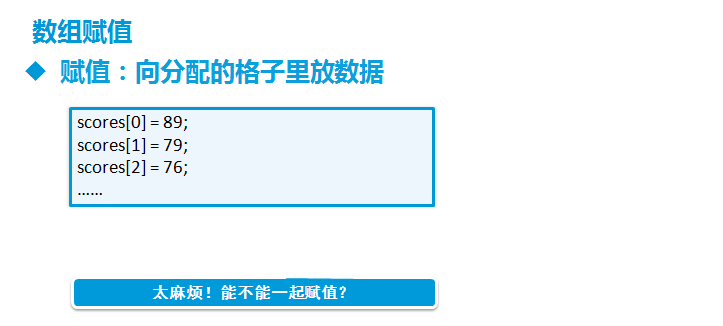 数组赋值
赋值：向分配的格子里放数据
scores[0] = 89;
scores[1] = 79;
scores[2] = 76;
……
太麻烦！能不能一起赋值？